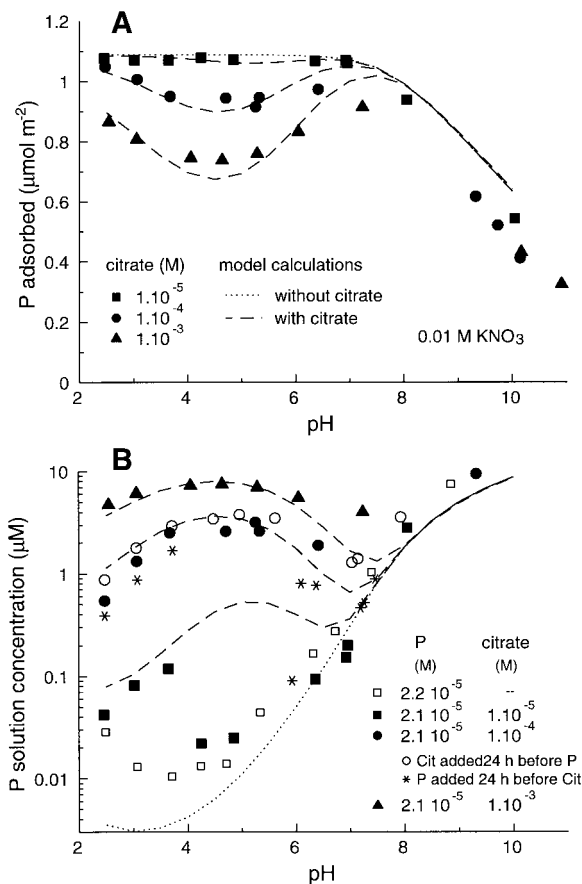 A
1.2
1
0.8
0.6
0.4
0.2
0
P adsorbed (µmol m⁻²)
citrate (M)
model calculations
■ 1.10⁻⁵
without citrate
● 1.10⁻⁴
with citrate
▲ 1.10⁻³
0.01 M KNO₃
2 4 6 8 10
pH
B
10
1
0.1
0.01
P solution concentration (µM)
P citrate
(M) (M)
□ 2.2 10⁻⁵ --
■ 2.1 10⁻⁵ 1.10⁻⁵
● 2.1 10⁻⁵ 1.10⁻⁴
○ Cit added24 h before P
* P added 24 h before Cit
▲ 2.1 10⁻⁵ 1.10⁻³
2 4 6 8 10
pH